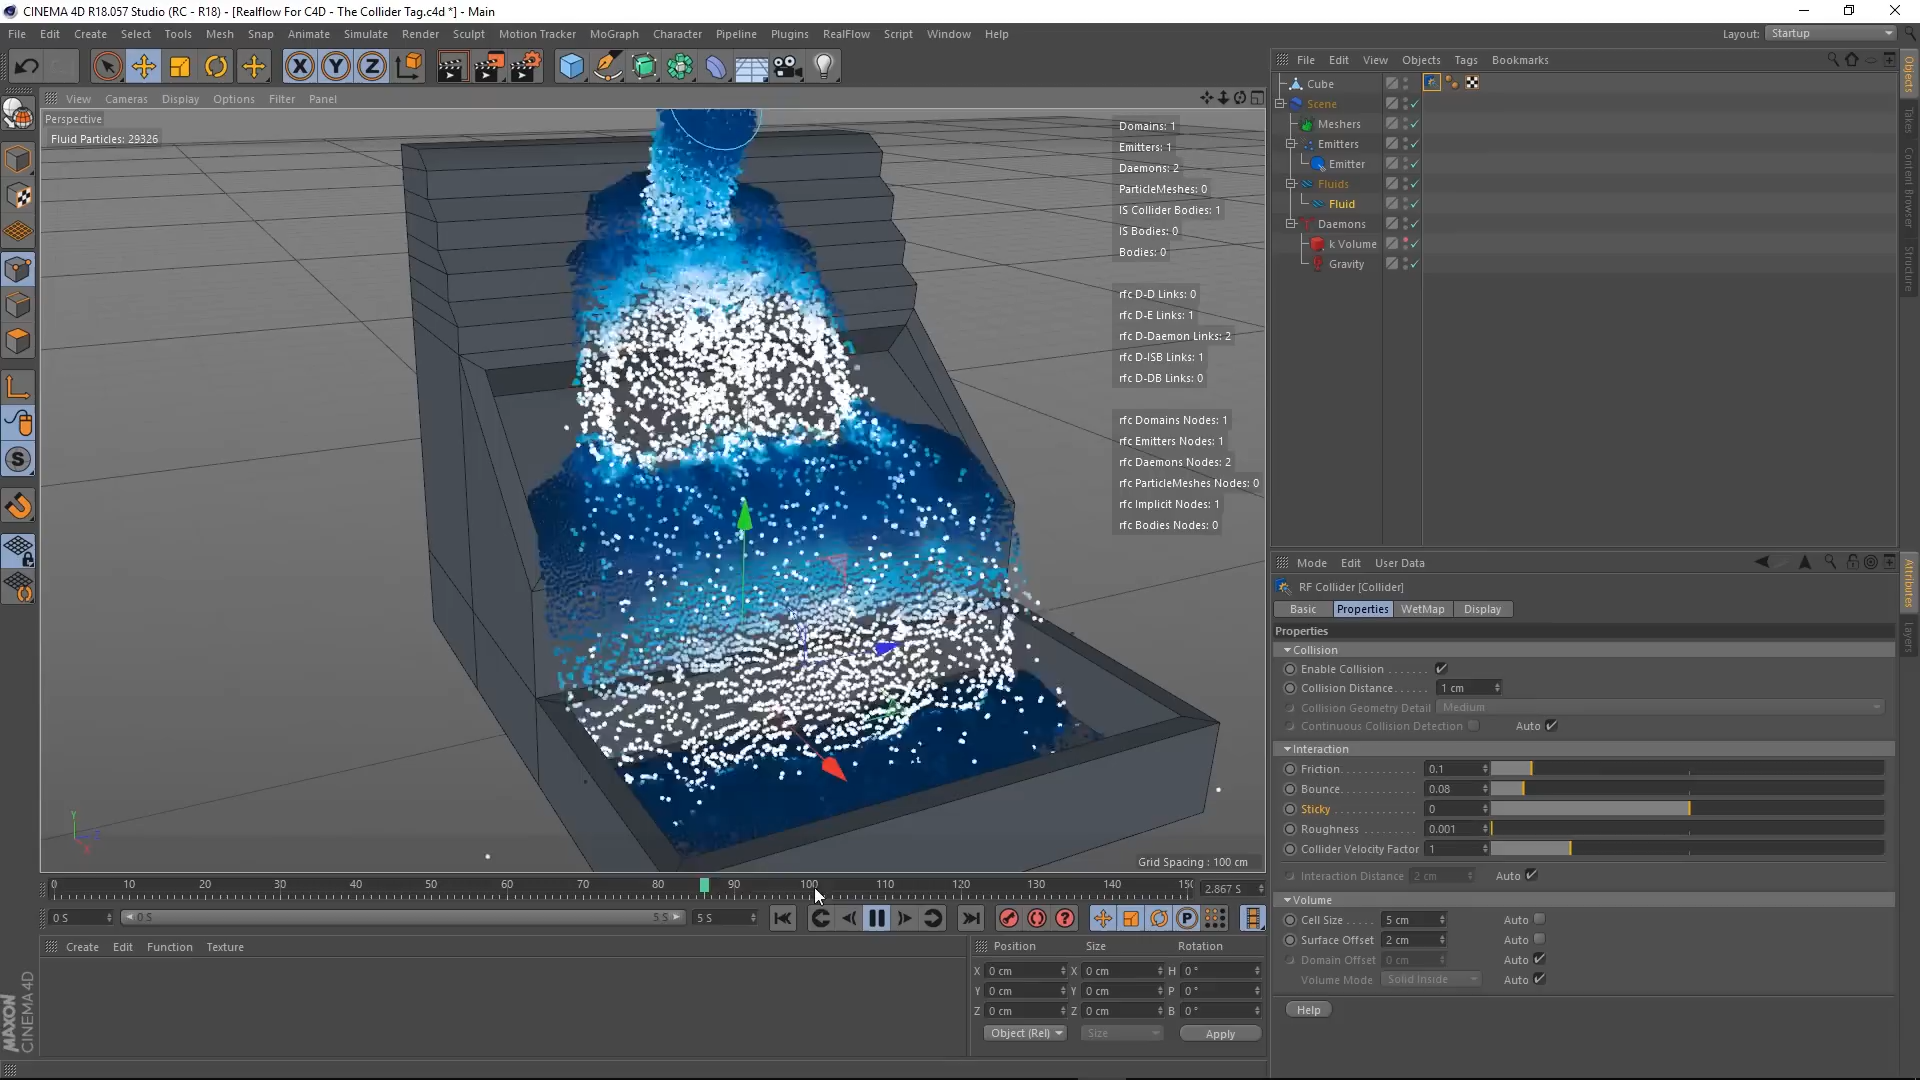 CINEMA 4D R18.057 Studio (RC - R18) - [Realflow For C4D - The Collider Tag.c4d *] - Main
File Edit Create Select Tools Mesh Snap Animate Simulate Render Sculpt Motion Tracker MoGraph Character Pipeline Plugins RealFlow Script Window Help
Layout: Startup
X Y Z
View Cameras Display Options Filter Panel
Perspective
Fluid Particles: 29326
Domains: 1
Emitters: 1
Daemons: 2
ParticleMeshes: 0
IS Collider Bodies: 1
IS Bodies: 0
Bodies: 0
rfc D-D Links: 0
rfc D-E Links: 1
rfc D-Daemon Links: 2
rfc D-ISB Links: 1
rfc D-DB Links: 0
rfc Domains Nodes: 1
rfc Emitters Nodes: 1
rfc Daemons Nodes: 2
rfc ParticleMeshes Nodes: 0
rfc Implicit Nodes: 1
rfc Bodies Nodes: 0
Y
X
Grid Spacing : 100 cm
0 10 20 30 40 50 60 70 80 90 100 110 120 130 140 15
2.867 S
0 S 0 S 5 S 5 S
P
Create Edit Function Texture
Position Size Rotation
X 0 cm X 0 cm H 0 °
Y 0 cm Y 0 cm P 0 °
Z 0 cm Z 0 cm B 0 °
Object (Rel) Size Apply
MAXON
CINEMA 4D
S
File Edit View Objects Tags Bookmarks
Cube
Scene
Meshers
Emitters
Emitter
Fluids
Fluid
Daemons
k Volume
Gravity
Objects
Takes
Content Browser
Structure
Mode Edit User Data
RF Collider [Collider]
Basic Properties WetMap Display
Properties
Collision
Enable Collision
Collision Distance 1 cm
Collision Geometry Detail Medium
Continuous Collision Detection Auto
Interaction
Friction 0.1
Bounce 0.08
Sticky 0
Roughness 0.001
Collider Velocity Factor 1
Interaction Distance 2 cm Auto
Volume
Cell Size 5 cm Auto
Surface Offset 2 cm Auto
Domain Offset 0 cm Auto
Volume Mode Solid Inside Auto
Help
Attributes
Layers